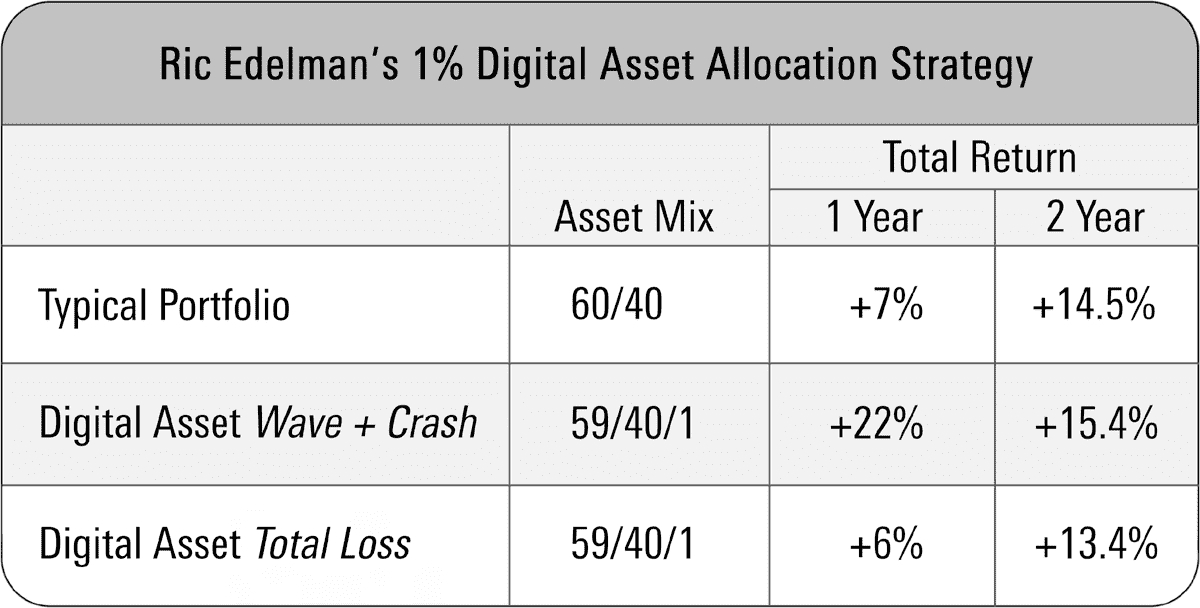 Ric Edelman's 1% Digital Asset Allocation Strategy
Total Return
Asset Mix 1 Year 2 Year
Typical Portfolio 60/40 +7% +14.5%
Digital Asset Wave + Crash 59/40/1 +22% +15.4%
Digital Asset Total Loss 59/40/1 +6% +13.4%